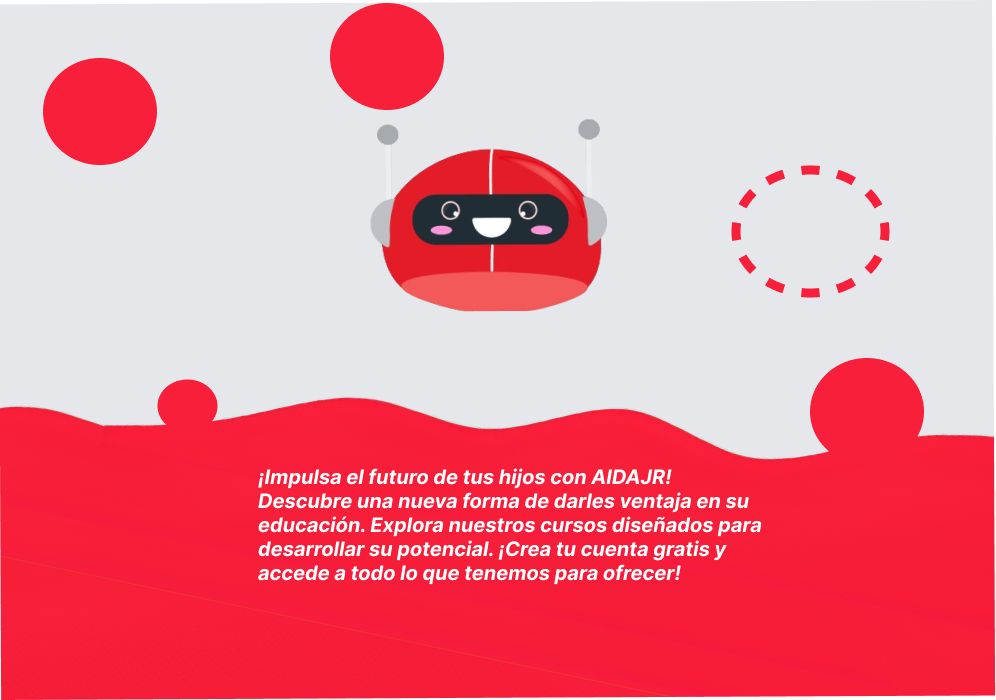 ¡Impulsa el futuro de tus hijos con AIDAJR!
Descubre una nueva forma de darles ventaja en su
educación. Explora nuestros cursos diseñados para
desarrollar su potencial. ¡Crea tu cuenta gratis y
accede a todo lo que tenemos para ofrecer!